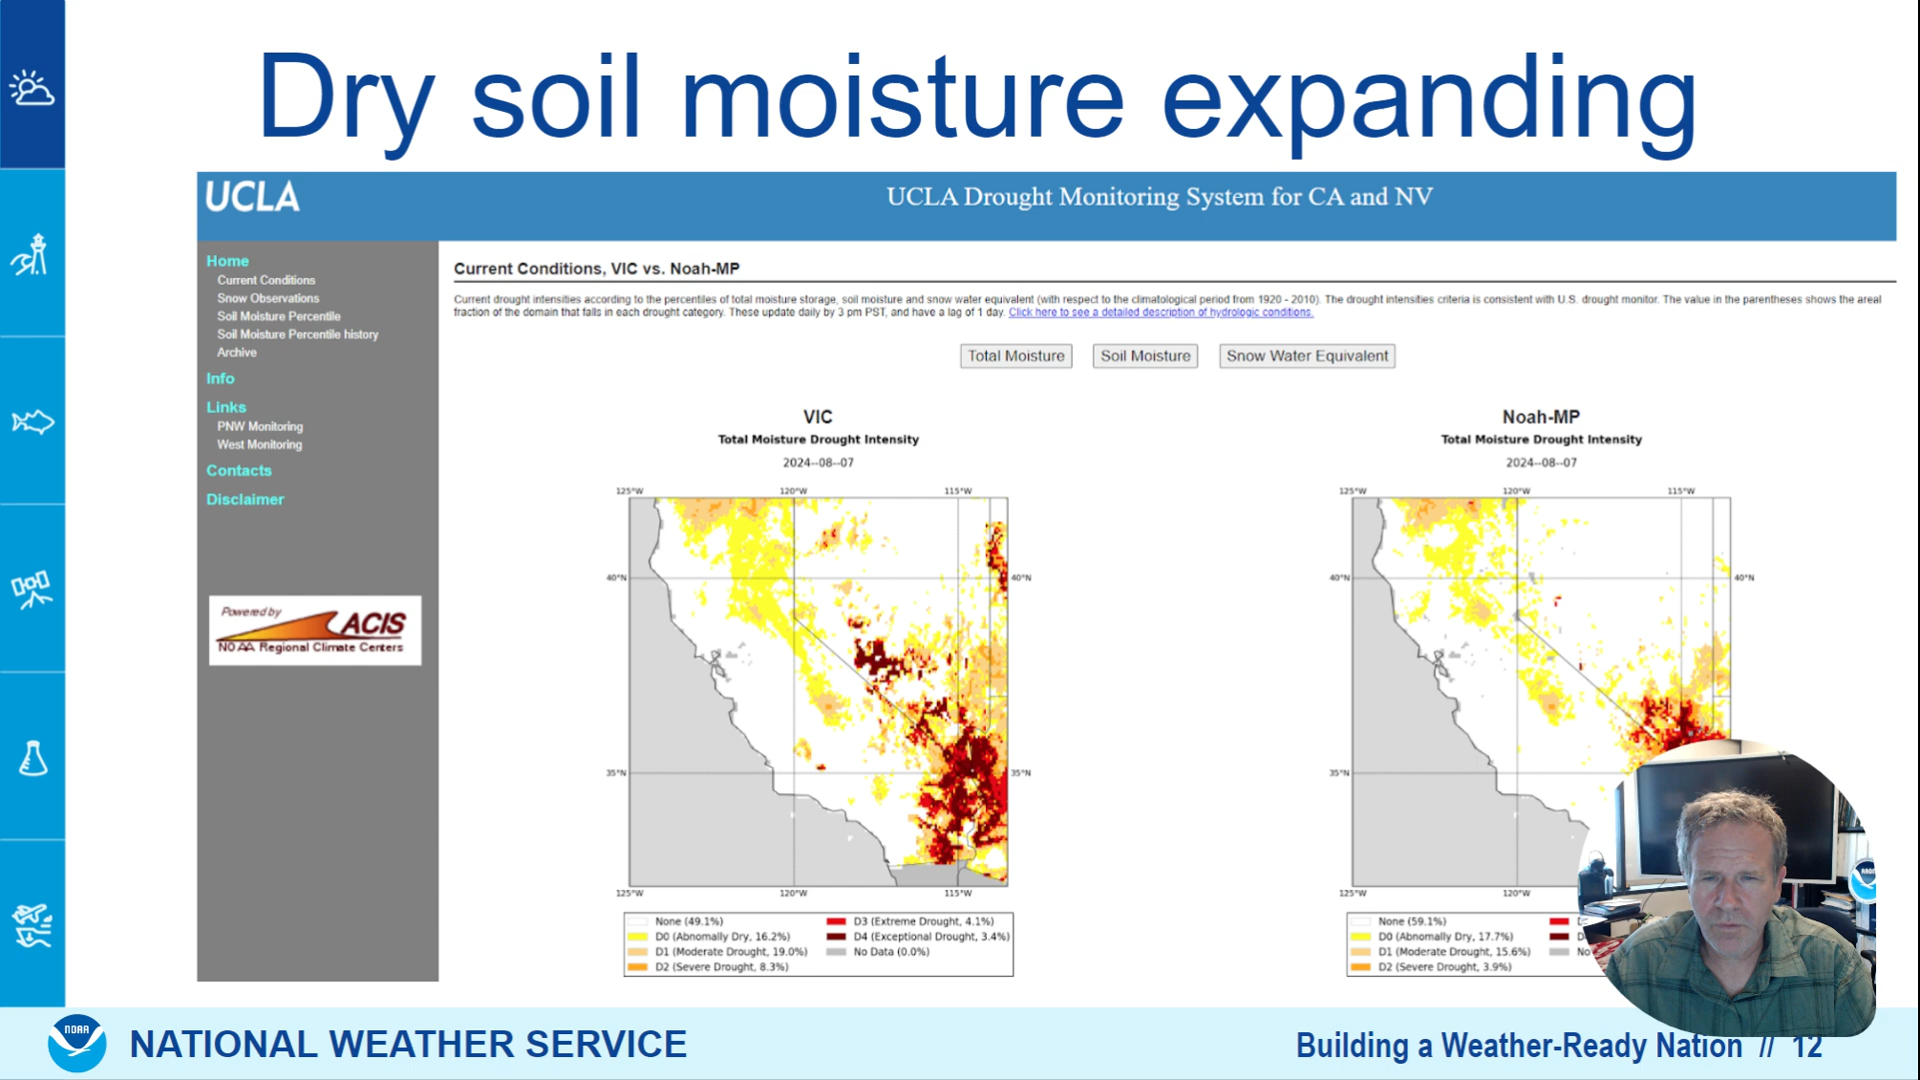 Dry soil moisture expanding
UCLA
UCLA Drought Monitoring System for CA and NV
Home
Current Conditions
Snow Observations
Soil Moisture Percentile
Soil Moisture Percentile history
Archive
Info
Links
PNW Monitoring
West Monitoring
Contacts
Disclaimer
Powered by
ACIS
NOAA Regional Climate Centers
Current Conditions, VIC vs. Noah-MP
Current drought intensities according to the percentiles of total moisture storage, soil moisture and snow water equivalent (with respect to the climatological period from 1920 - 2010). The drought intensities criteria is consistent with U.S. drought monitor. The value in the parentheses shows the areal
fraction of the domain that falls in each drought category. These update daily by 3 pm PST, and have a lag of 1 day. Click here to see a detailed description of hydrologic conditions.
Total Moisture Soil Moisture Snow Water Equivalent
VIC
Total Moisture Drought Intensity
2024--08--07
125°W 120°W 115°W
40°N 40°N
35°N 35°N
125°W 120°W 115°W
None (49.1%)
D0 (Abnomally Dry, 16.2%)
D1 (Moderate Drought, 19.0%)
D2 (Severe Drought, 8.3%)
D3 (Extreme Drought, 4.1%)
D4 (Exceptional Drought, 3.4%)
No Data (0.0%)
Noah-MP
Total Moisture Drought Intensity
2024--08--07
125°W 120°W 115°W
40°N 40°N
35°N
125°W 120°W
None (59.1%)
D0 (Abnomally Dry, 17.7%)
D1 (Moderate Drought, 15.6%)
D2 (Severe Drought, 3.9%)
No
NOAA
NATIONAL WEATHER SERVICE
Building a Weather-Ready Nation // 12